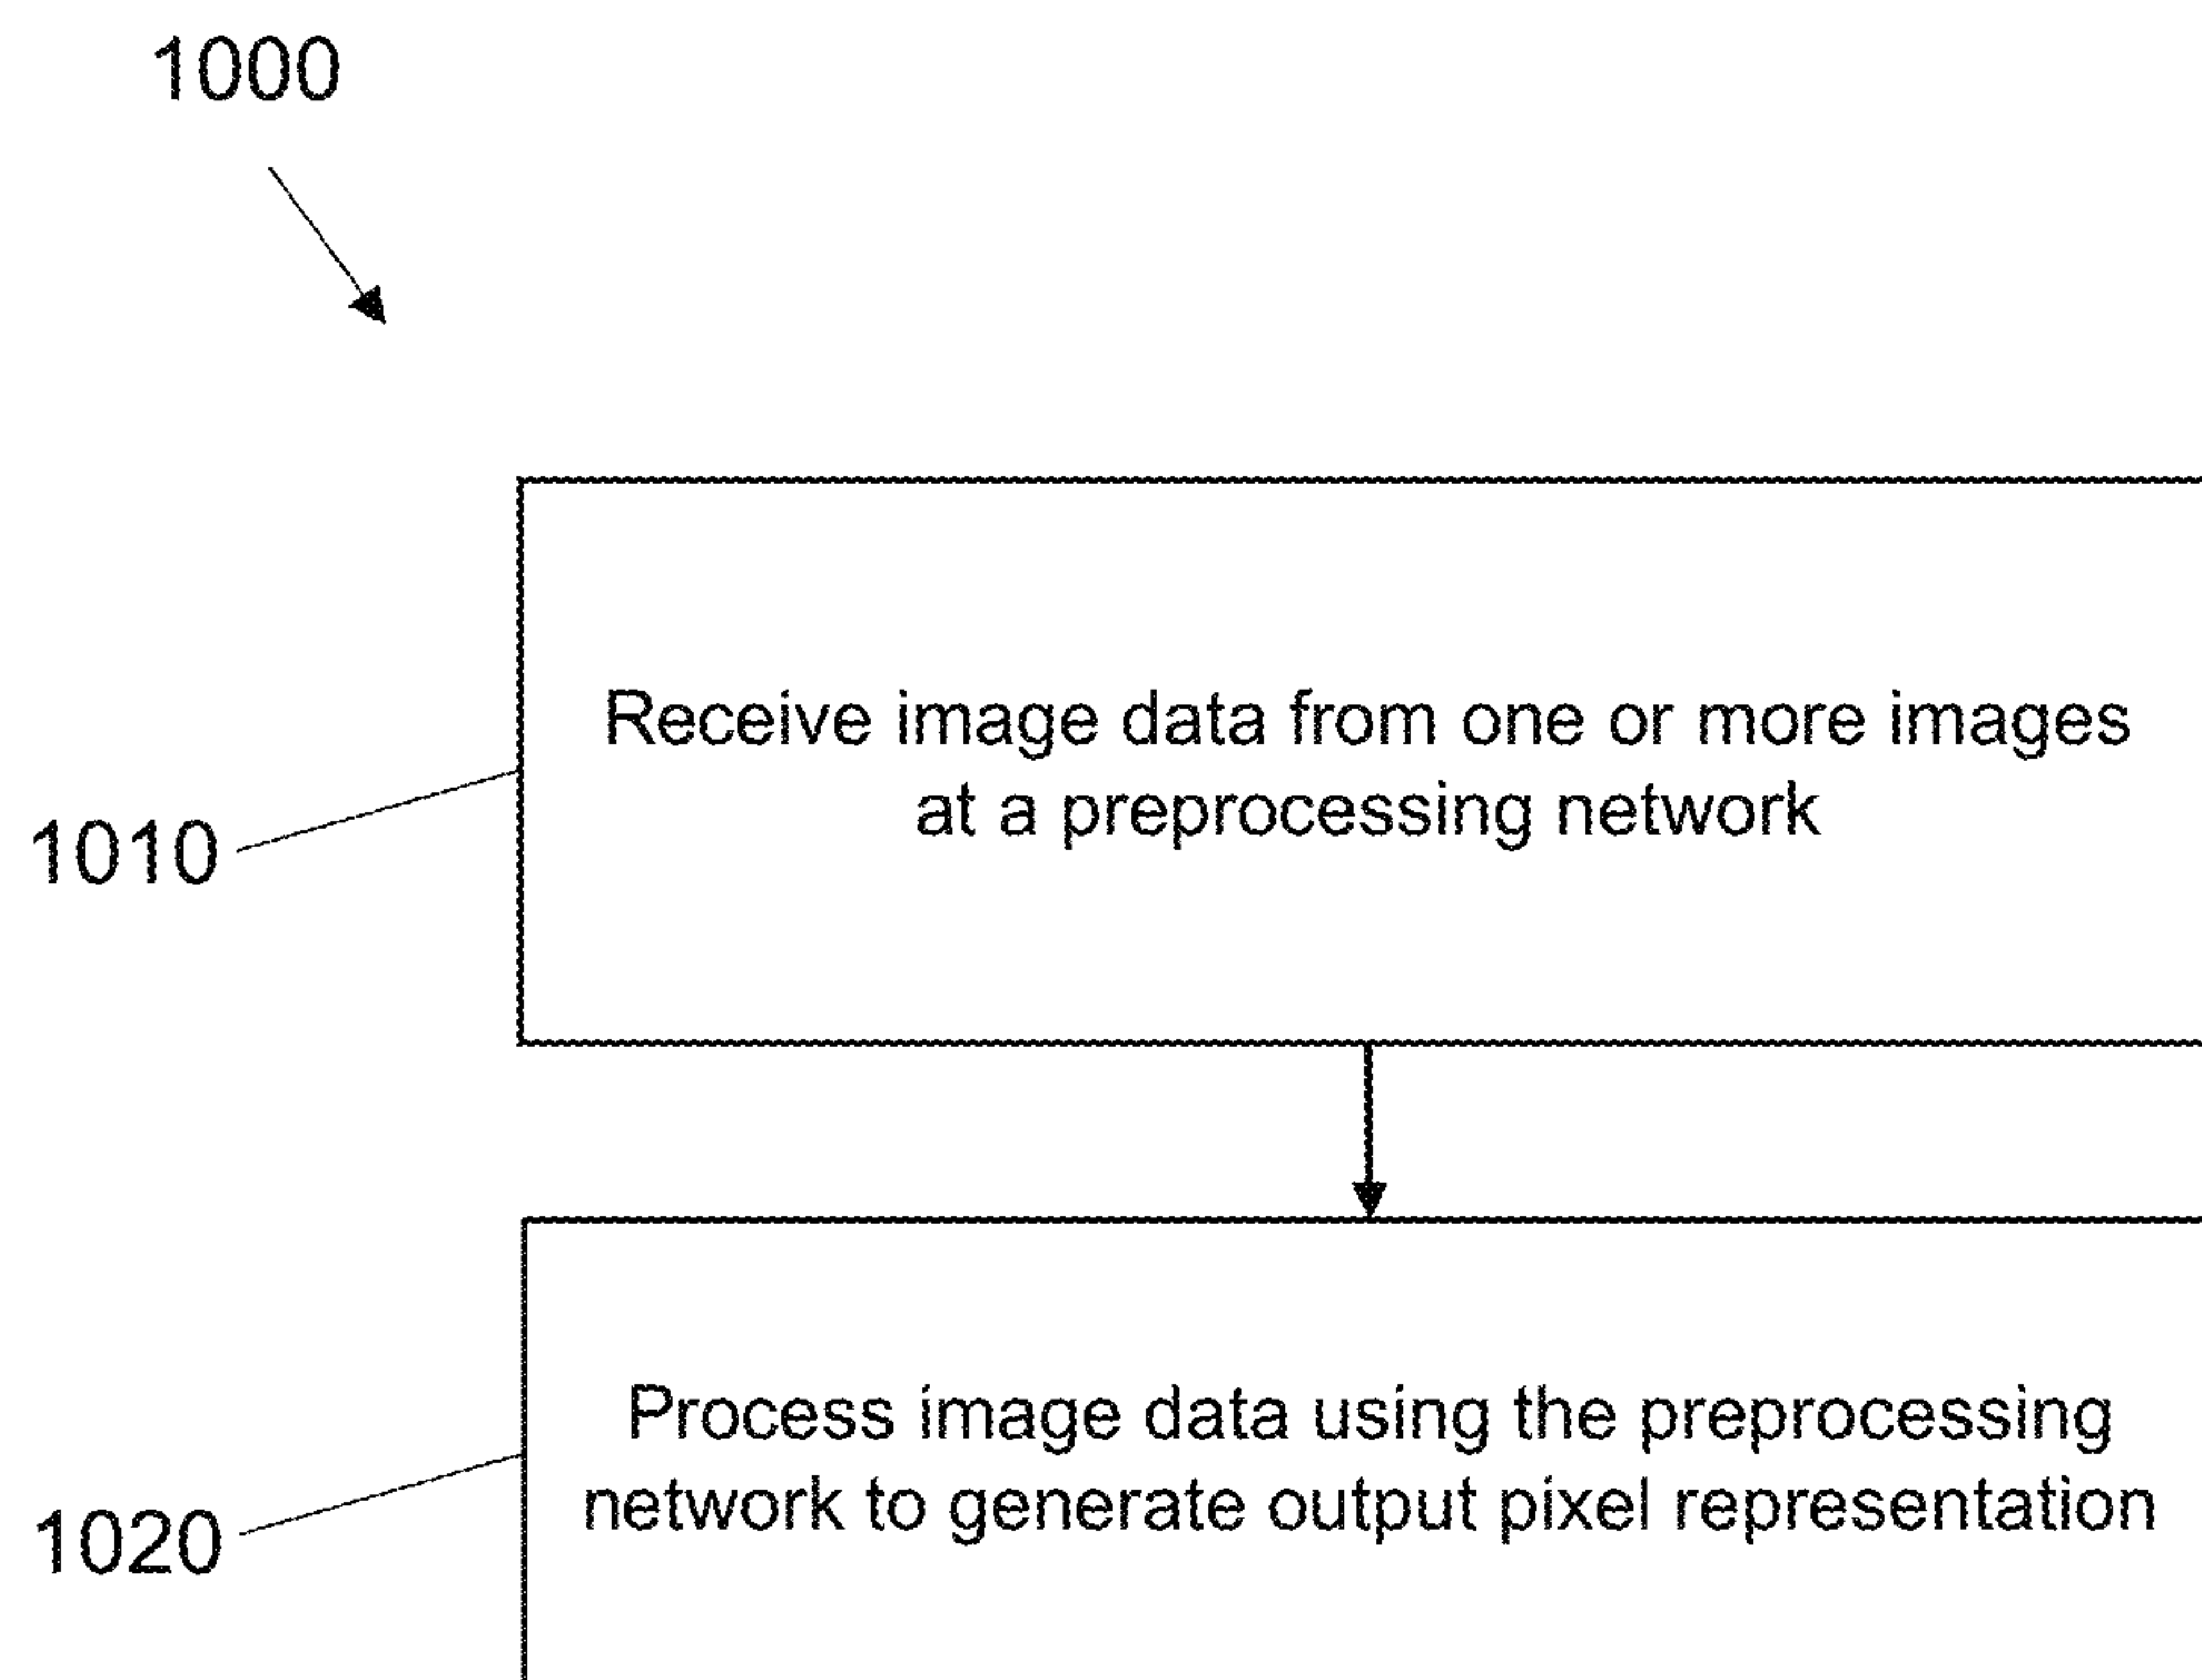 1000
Receive image data from one or more images
at a preprocessing network
1010
Process image data using the preprocessing
network to generate output pixel representation
1020